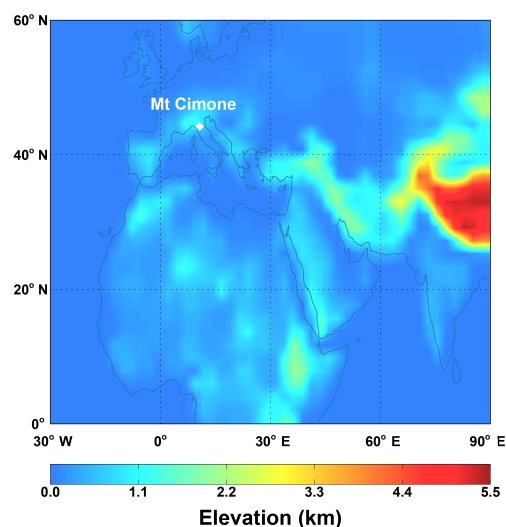 60° N
Mt Cimone
40° N
20° N
0°
30° W 0° 30° E 60° E 90° E
0.0 1.1 2.2 3.3 4.4 5.5
Elevation (km)